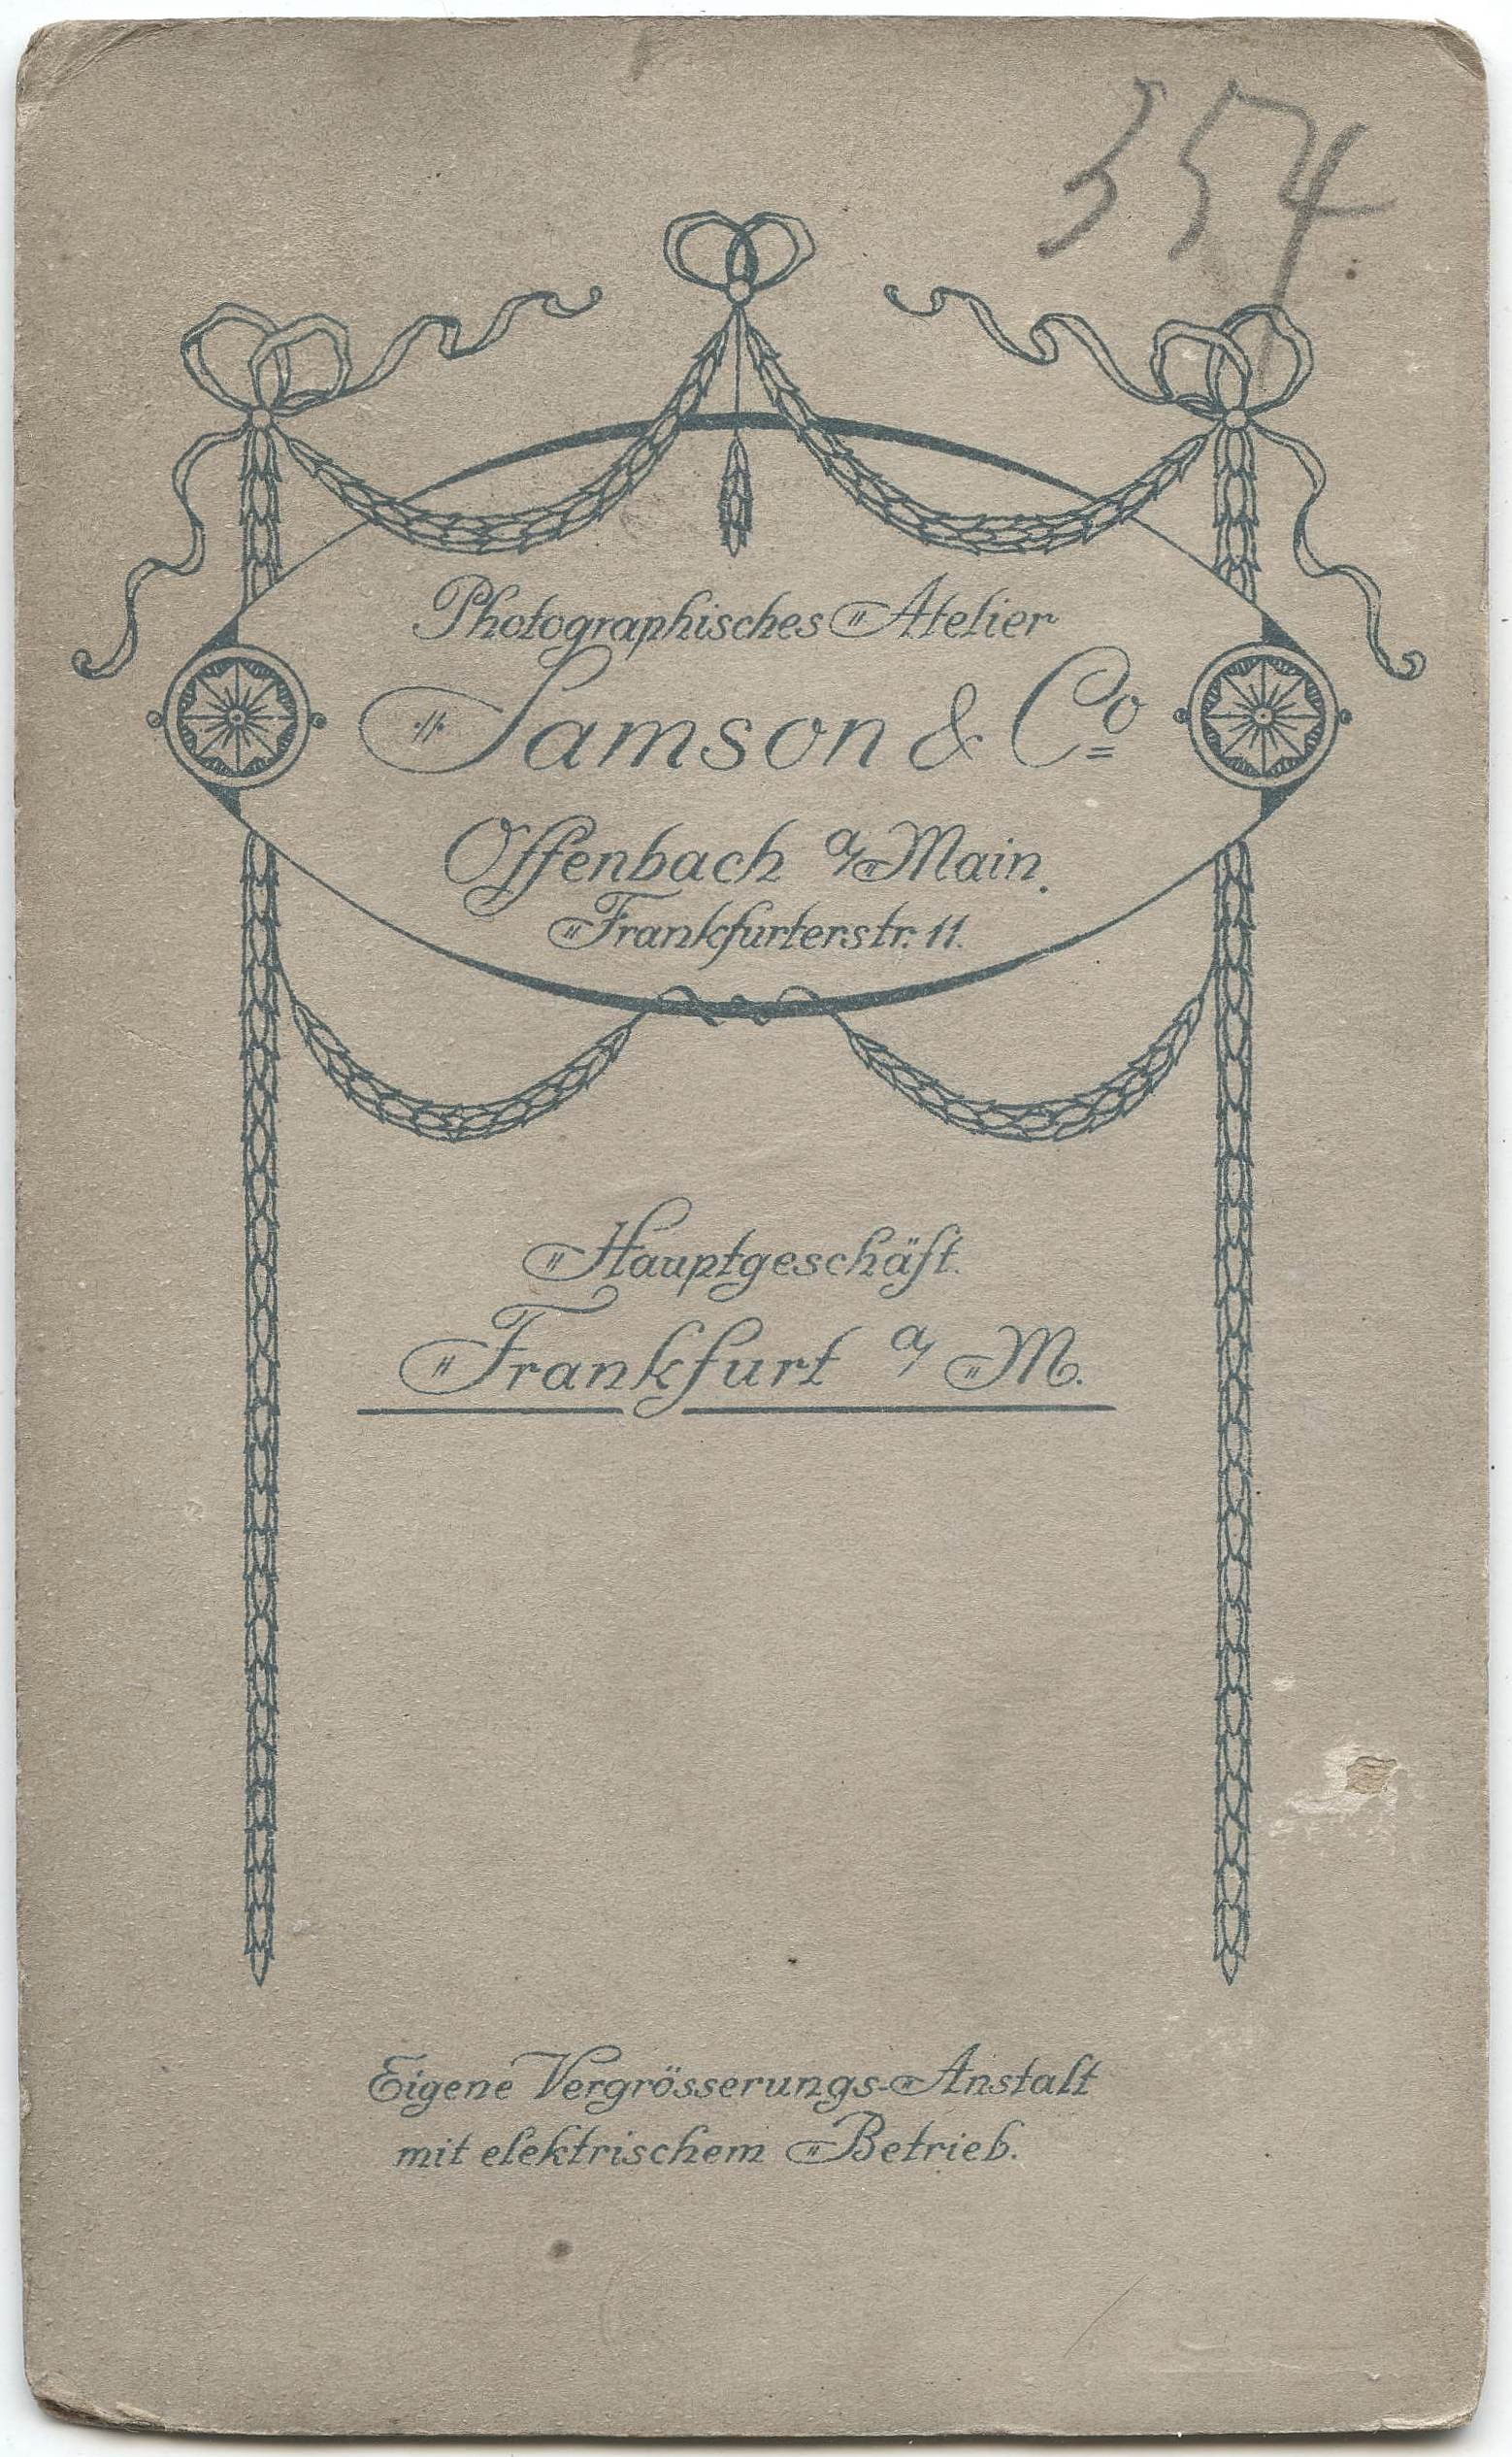 354
Photographisches Atelier
Samson & Co
Offenbach a/Main.
Frankfurterstr. 11.
Hauptgeschäft.
Frankfurt a/M.
Eigene Vergrösserungs-Anstalt
mit elektrischem Betrieb.